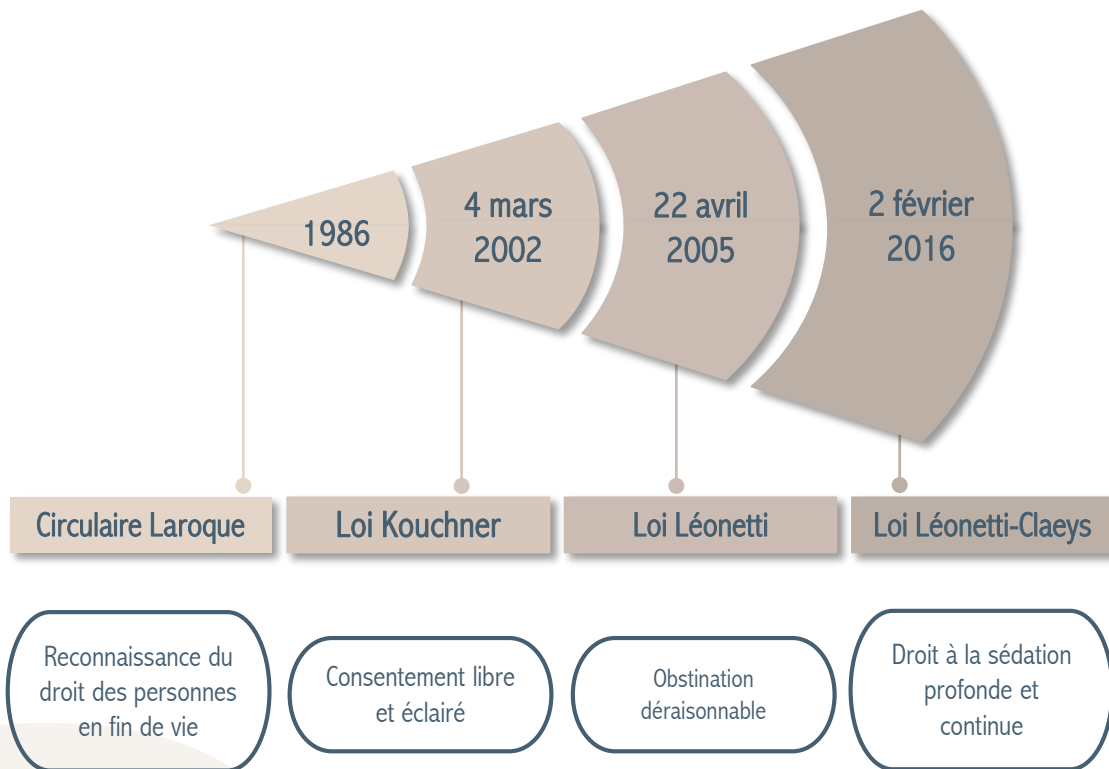 1986
4 mars
2002
22 avril
2005
2 février
2016
Circulaire Laroque
Loi Kouchner
Loi Léonetti
Loi Léonetti-Claeys
Reconnaissance du
droit des personnes
en fin de vie
Consentement libre
et éclairé
Obstination
déraisonnable
Droit à la sédation
profonde et
continue